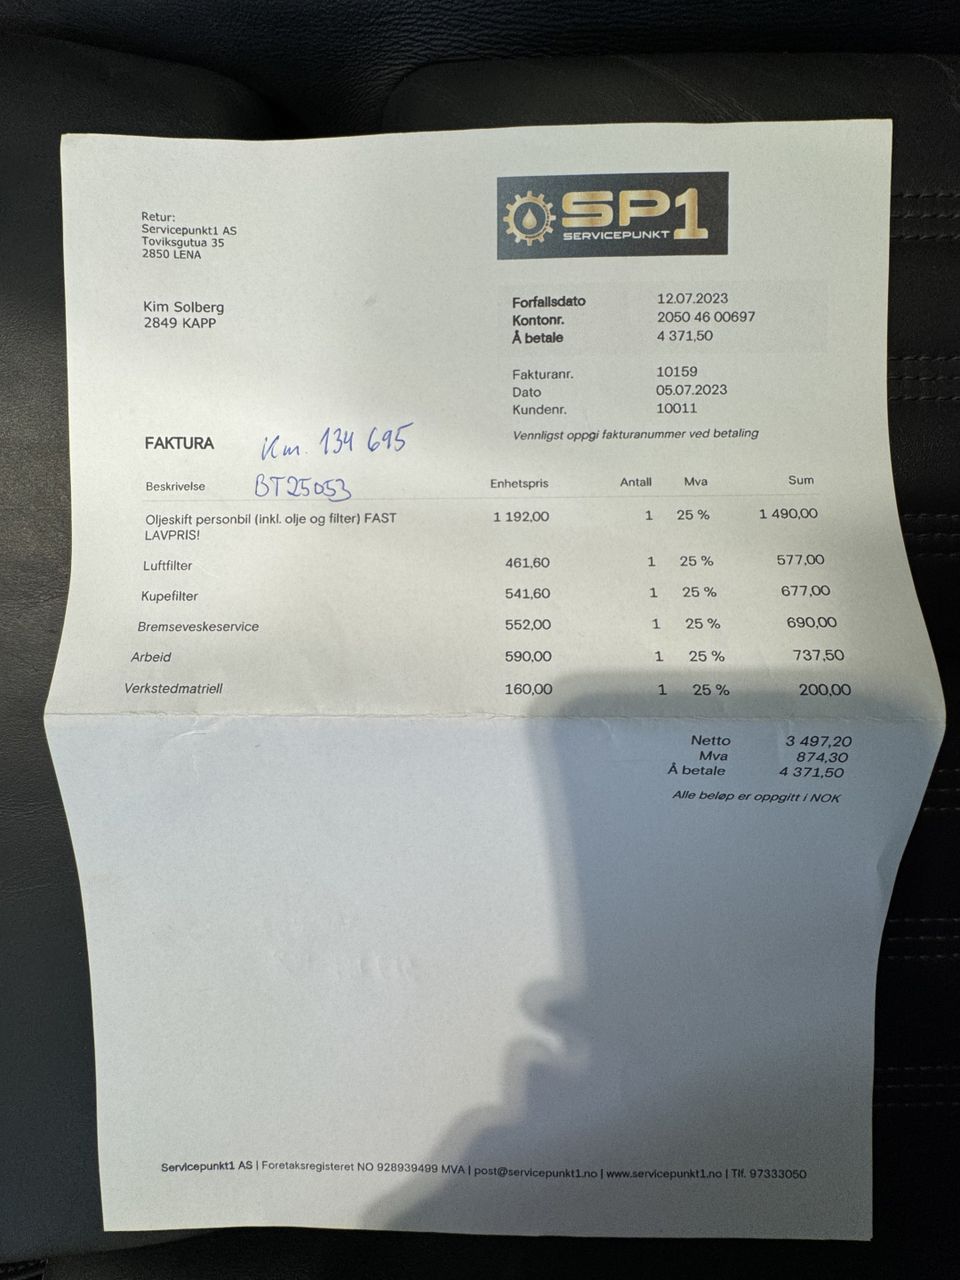 SP1
SERVICEPUNKT
Retur:
Servicepunkt1 AS
Toviksgutua 35
2850 LENA
Kim Solberg
2849 KAPP
Forfallsdato 12.07.2023
Kontonr. 2050 46 00697
Å betale 4 371,50
Fakturanr. 10159
Dato 05.07.2023
Kundenr. 10011
Vennligst oppgi fakturanummer ved betaling
FAKTURA Km. 134 695
BT25053
Beskrivelse Enhetspris Antall Mva Sum
Oljeskift personbil (inkl. olje og filter) FAST 1 192,00 1 25 % 1 490,00
LAVPRIS!
Luftfilter 461,60 1 25 % 577,00
Kupefilter 541,60 1 25 % 677,00
Bremseveskeservice 552,00 1 25 % 690,00
Arbeid 590,00 1 25 % 737,50
Verkstedmatriell 160,00 1 25 % 200,00
Netto 3 497,20
Mva 874,30
Å betale 4 371,50
Alle beløp er oppgitt i NOK
Servicepunkt1 AS | Foretaksregisteret NO 928939499 MVA | post@servicepunkt1.no | www.servicepunkt1.no | Tlf. 97333050